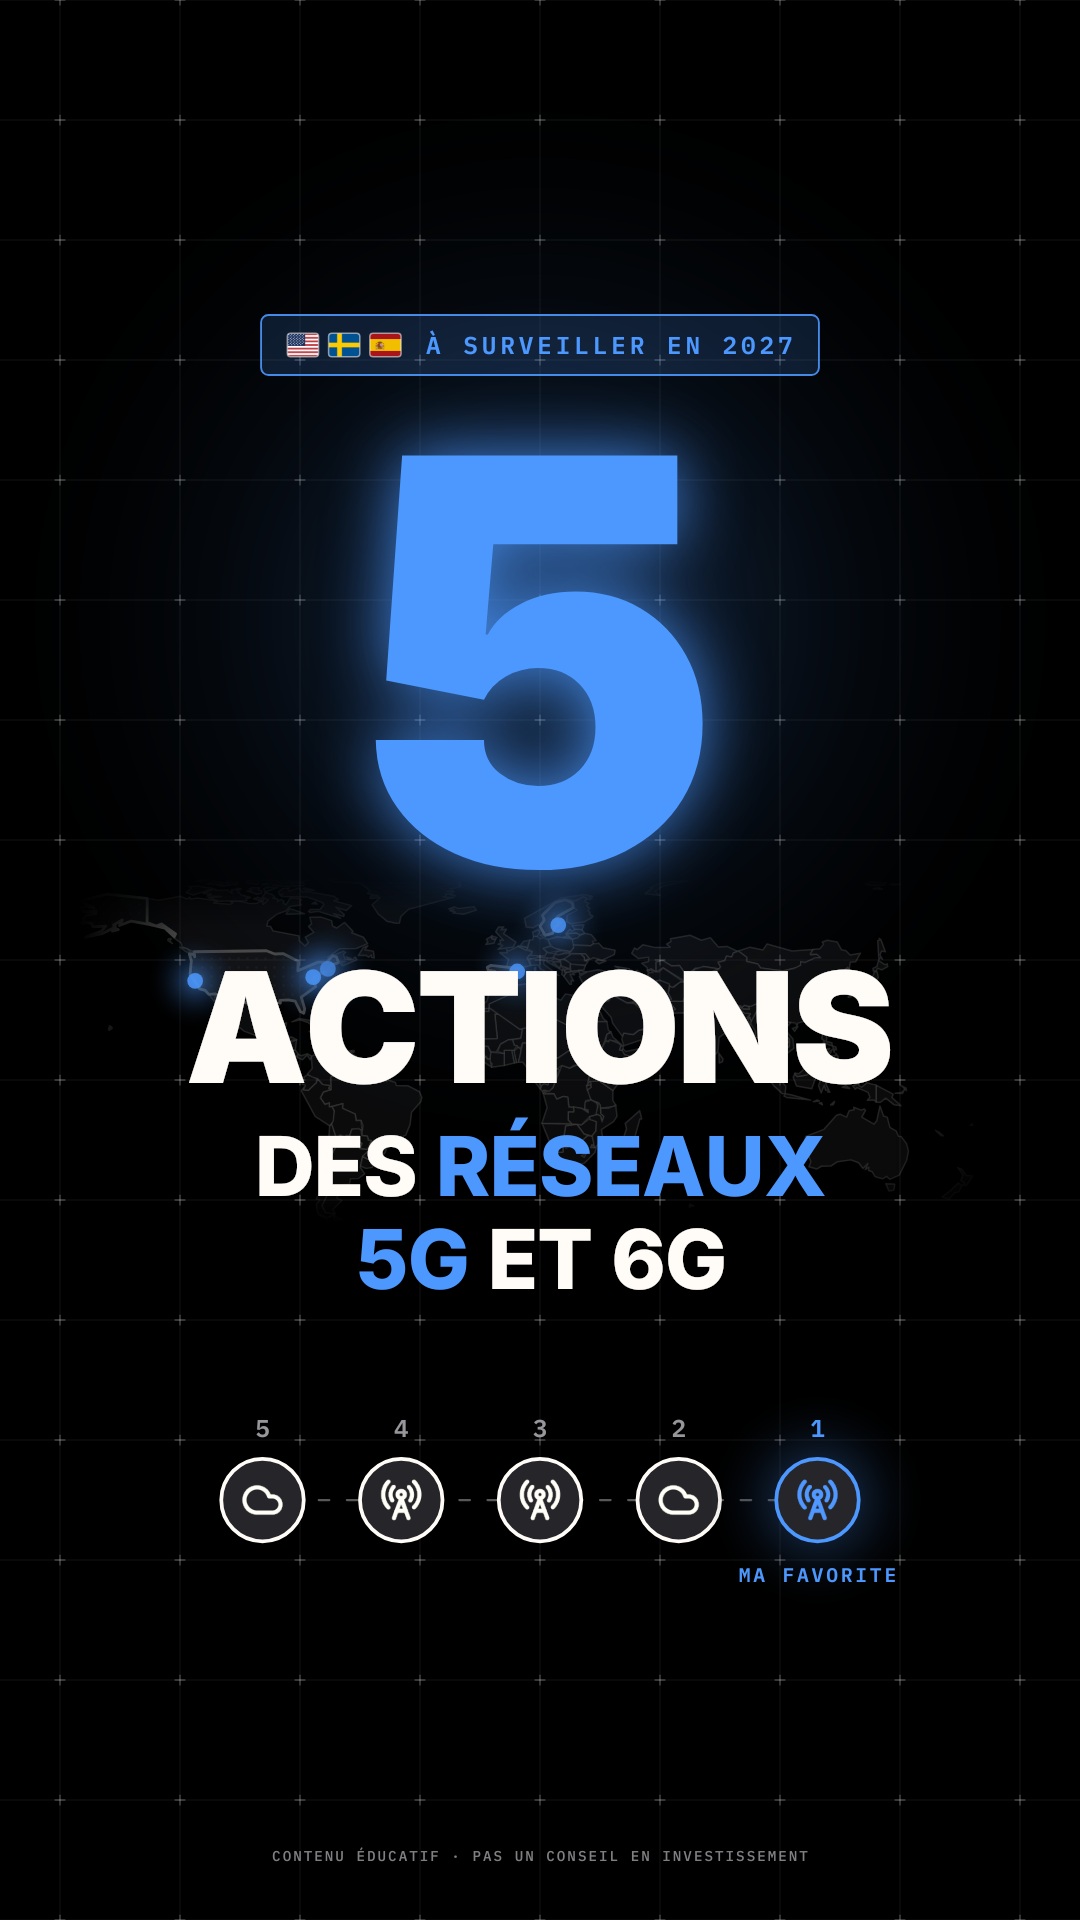 À SURVEILLER EN 2027
5
ACTIONS
DES RÉSEAUX
5G ET 6G
5 4 3 2 1
MA FAVORITE
CONTENU ÉDUCATIF · PAS UN CONSEIL EN INVESTISSEMENT